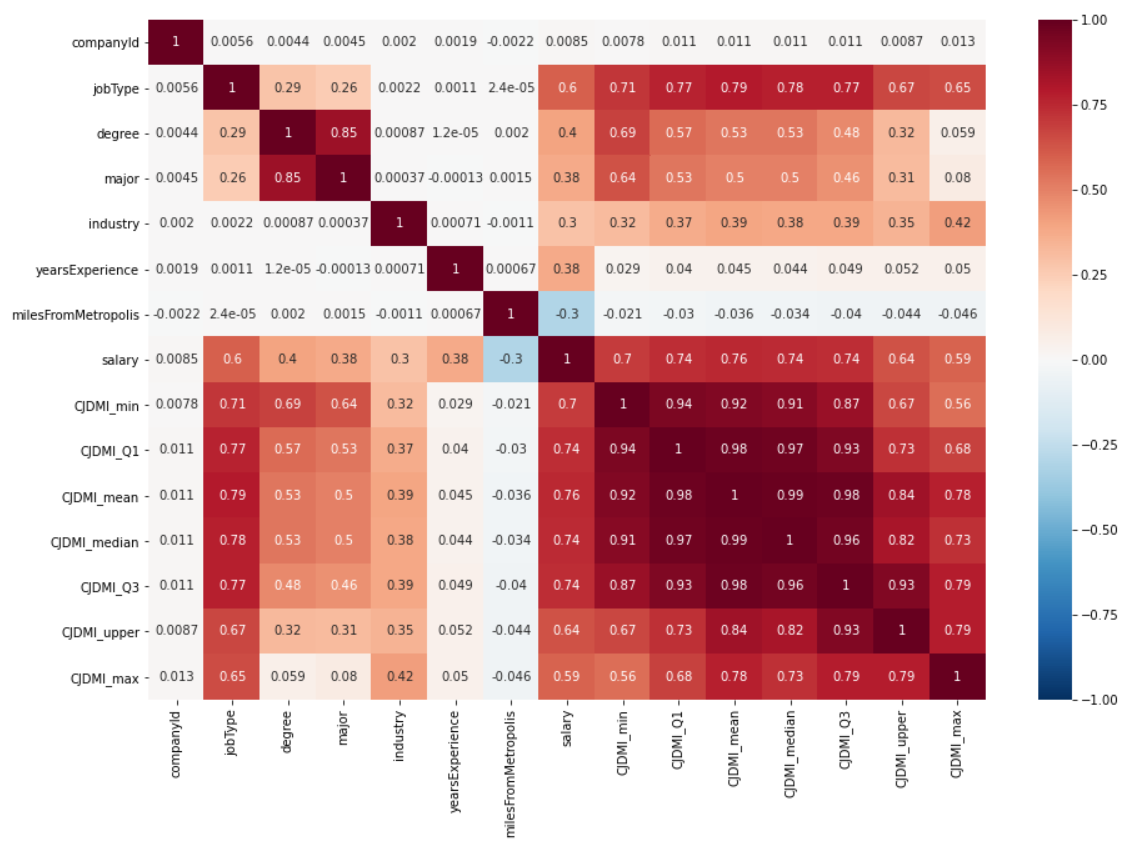 companyId 1 0.0056 0.0044 0.0045 0.002 0.0019 -0.0022 0.0085 0.0078 0.011 0.011 0.011 0.011 0.0087 0.013
jobType 0.0056 1 0.29 0.26 0.0022 0.0011 2.4e-05 0.6 0.71 0.77 0.79 0.78 0.77 0.67 0.65
degree 0.0044 0.29 1 0.85 0.00087 1.2e-05 0.002 0.4 0.69 0.57 0.53 0.53 0.48 0.32 0.059
major 0.0045 0.26 0.85 1 0.00037 -0.00013 0.0015 0.38 0.64 0.53 0.5 0.5 0.46 0.31 0.08
industry 0.002 0.0022 0.00087 0.00037 1 0.00071 -0.0011 0.3 0.32 0.37 0.39 0.38 0.39 0.35 0.42
yearsExperience 0.0019 0.0011 1.2e-05 -0.00013 0.00071 1 0.00067 0.38 0.029 0.04 0.045 0.044 0.049 0.052 0.05
milesFromMetropolis -0.0022 2.4e-05 0.002 0.0015 -0.0011 0.00067 1 -0.3 -0.021 -0.03 -0.036 -0.034 -0.04 -0.044 -0.046
salary 0.0085 0.6 0.4 0.38 0.3 0.38 -0.3 1 0.7 0.74 0.76 0.74 0.74 0.64 0.59
CJDMI_min 0.0078 0.71 0.69 0.64 0.32 0.029 -0.021 0.7 1 0.94 0.92 0.91 0.87 0.67 0.56
CJDMI_Q1 0.011 0.77 0.57 0.53 0.37 0.04 -0.03 0.74 0.94 1 0.98 0.97 0.93 0.73 0.68
CJDMI_mean 0.011 0.79 0.53 0.5 0.39 0.045 -0.036 0.76 0.92 0.98 1 0.99 0.98 0.84 0.78
CJDMI_median 0.011 0.78 0.53 0.5 0.38 0.044 -0.034 0.74 0.91 0.97 0.99 1 0.96 0.82 0.73
CJDMI_Q3 0.011 0.77 0.48 0.46 0.39 0.049 -0.04 0.74 0.87 0.93 0.98 0.96 1 0.93 0.79
CJDMI_upper 0.0087 0.67 0.32 0.31 0.35 0.052 -0.044 0.64 0.67 0.73 0.84 0.82 0.93 1 0.79
CJDMI_max 0.013 0.65 0.059 0.08 0.42 0.05 -0.046 0.59 0.56 0.68 0.78 0.73 0.79 0.79 1
companyId
jobType
degree
major
industry
yearsExperience
milesFromMetropolis
salary
CJDMI_min
CJDMI_Q1
CJDMI_mean
CJDMI_median
CJDMI_Q3
CJDMI_upper
CJDMI_max
1.00
0.75
0.50
0.25
0.00
−0.25
−0.50
−0.75
−1.00